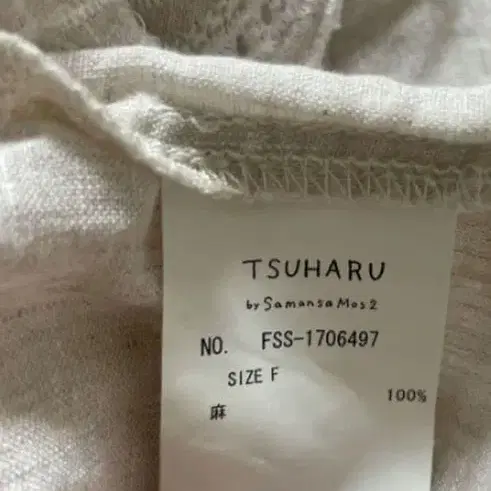 TSUHARU
by Samansa Mos2
NO. FSS-1706497
SIZE F
麻 100%